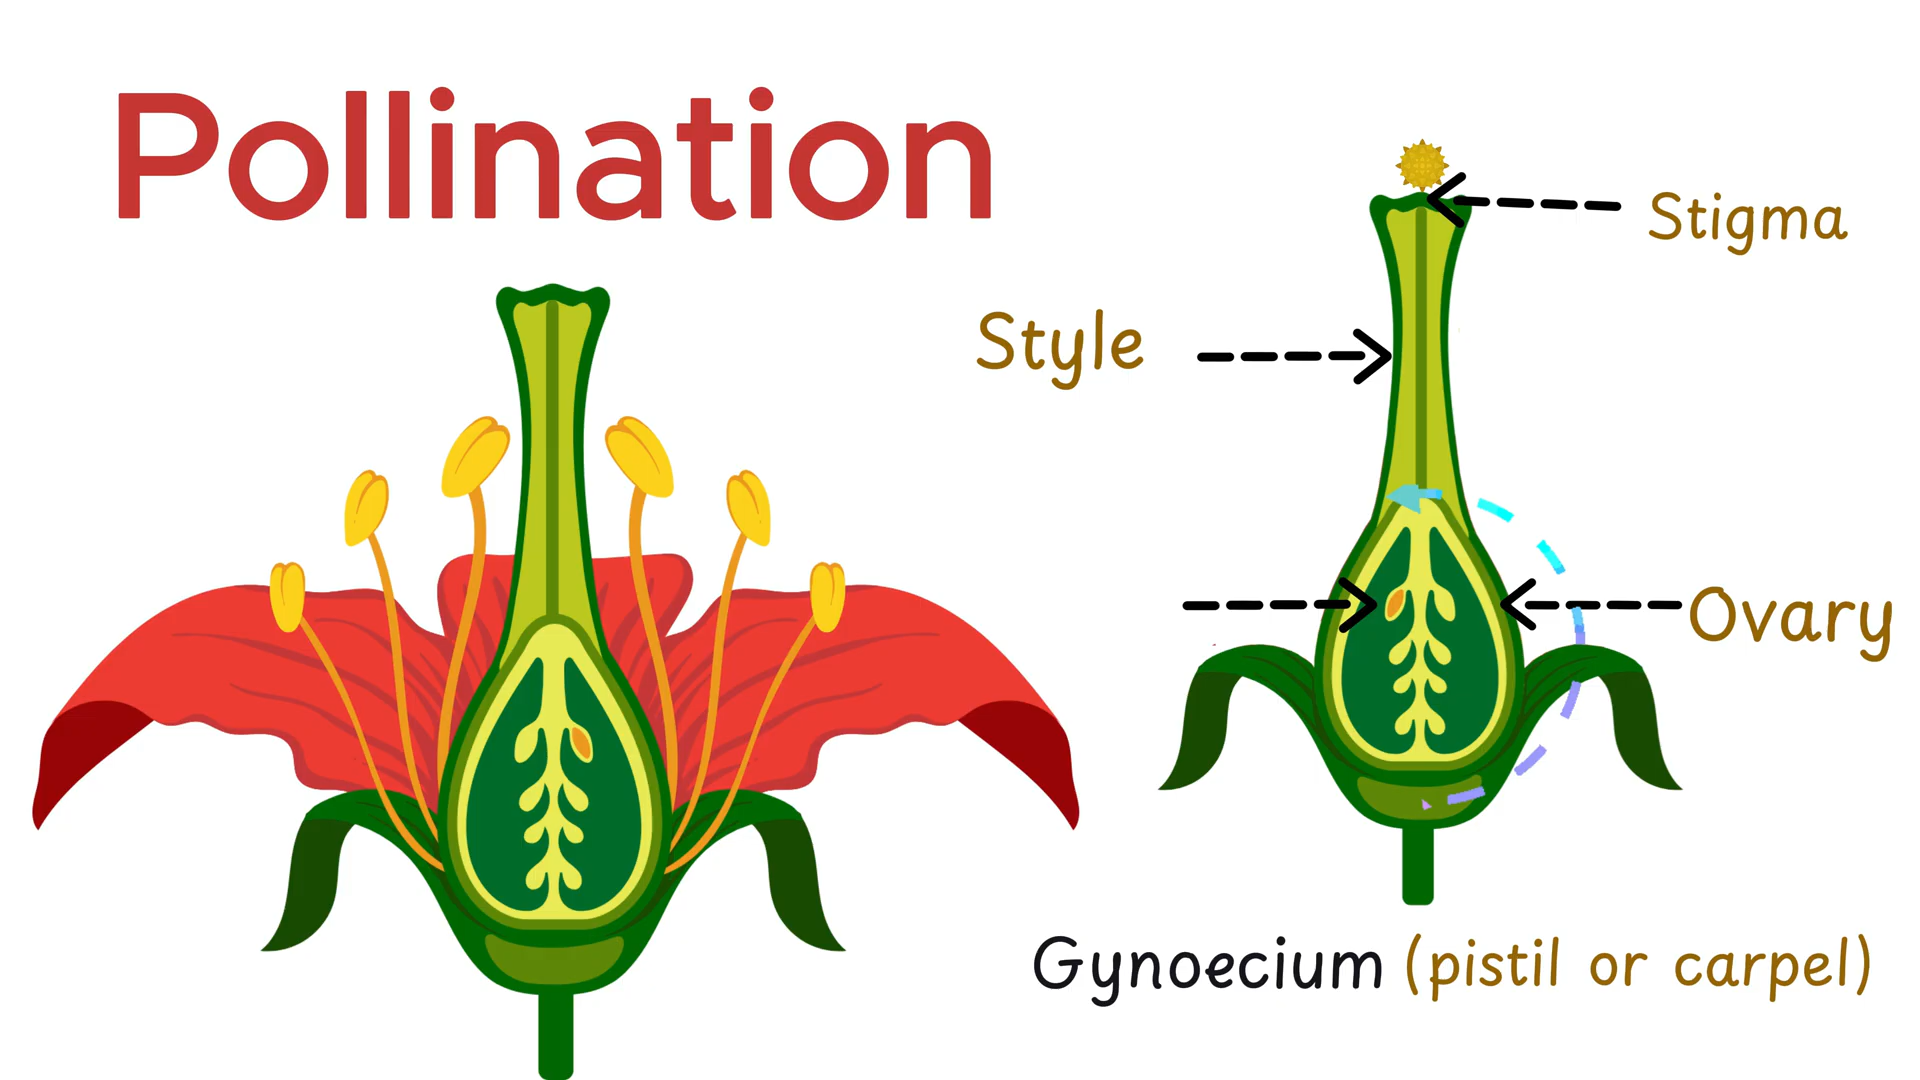 Pollination
Stigma
Style
Ovary
Gynoecium (pistil or carpel)